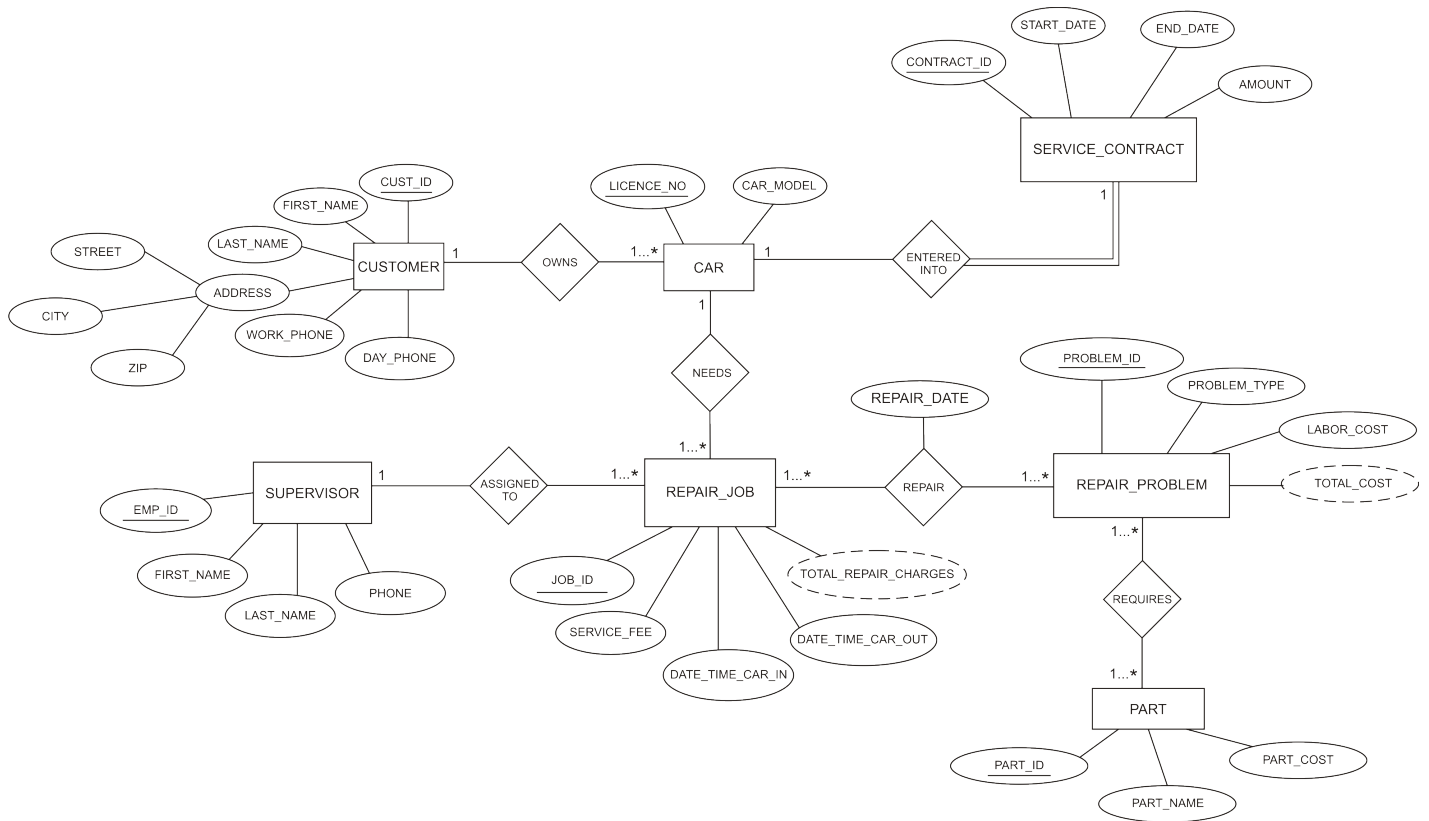 START_DATE
END_DATE
CONTRACT_ID
AMOUNT
SERVICE_CONTRACT
1
CUST_ID
FIRST_NAME
LAST_NAME
STREET
CUSTOMER
ADDRESS
CITY
WORK_PHONE
DAY_PHONE
ZIP
1
OWNS
1...*
LICENCE_NO
CAR_MODEL
CAR
1
ENTERED
INTO
1
NEEDS
1...*
PROBLEM_ID
PROBLEM_TYPE
REPAIR_DATE
LABOR_COST
TOTAL_COST
SUPERVISOR
1
ASSIGNED
TO
1...*
REPAIR_JOB
1...*
REPAIR
1...*
REPAIR_PROBLEM
EMP_ID
FIRST_NAME
LAST_NAME
PHONE
JOB_ID
SERVICE_FEE
DATE_TIME_CAR_IN
DATE_TIME_CAR_OUT
TOTAL_REPAIR_CHARGES
1...*
REQUIRES
1...*
PART
PART_ID
PART_NAME
PART_COST